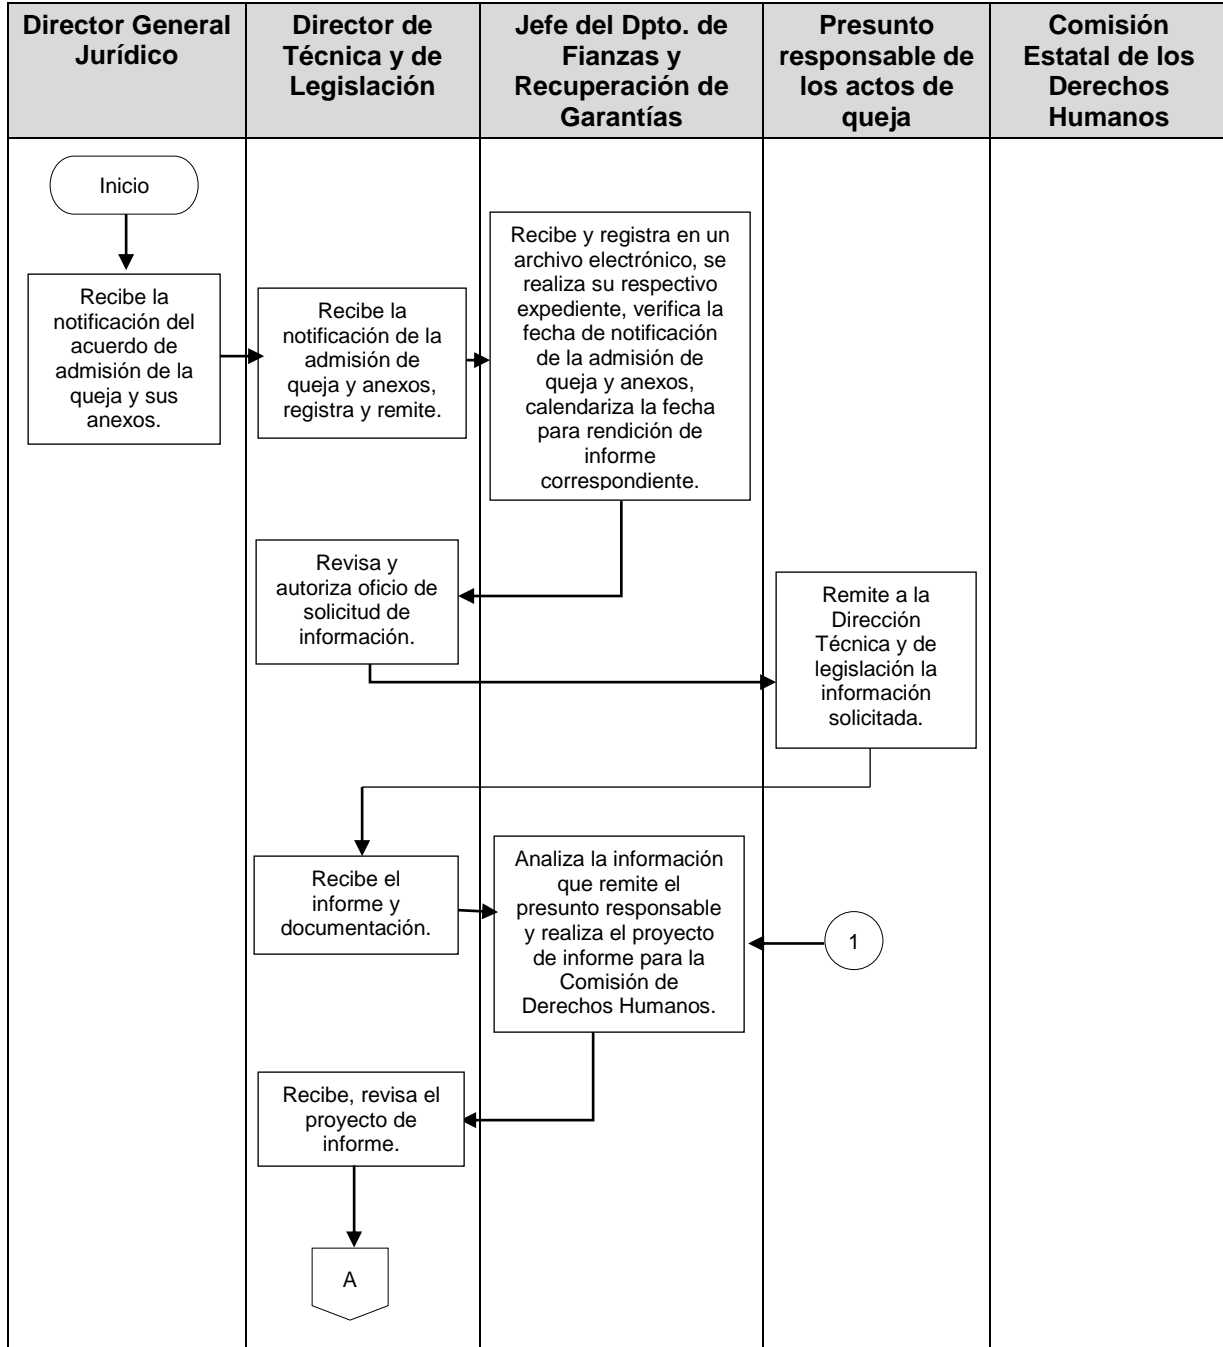 Director General
Jurídico
Director de
Técnica y de
Legislación
Jefe del Dpto. de
Fianzas y
Recuperación de
Garantías
Presunto
responsable de
los actos de
queja
Comisión
Estatal de los
Derechos
Humanos
Inicio
Recibe la
notificación del
acuerdo de
admisión de la
queja y sus
anexos.
Recibe la
notificación de la
admisión de
queja y anexos,
registra y remite.
Recibe y registra en un
archivo electrónico, se
realiza su respectivo
expediente, verifica la
fecha de notificación
de la admisión de
queja y anexos,
calendariza la fecha
para rendición de
informe
correspondiente.
Revisa y
autoriza oficio de
solicitud de
información.
Remite a la
Dirección
Técnica y de
legislación la
información
solicitada.
Recibe el
informe y
documentación.
Analiza la información
que remite el
presunto responsable
y realiza el proyecto
de informe para la
Comisión de
Derechos Humanos.
1
Recibe, revisa el
proyecto de
informe.
A